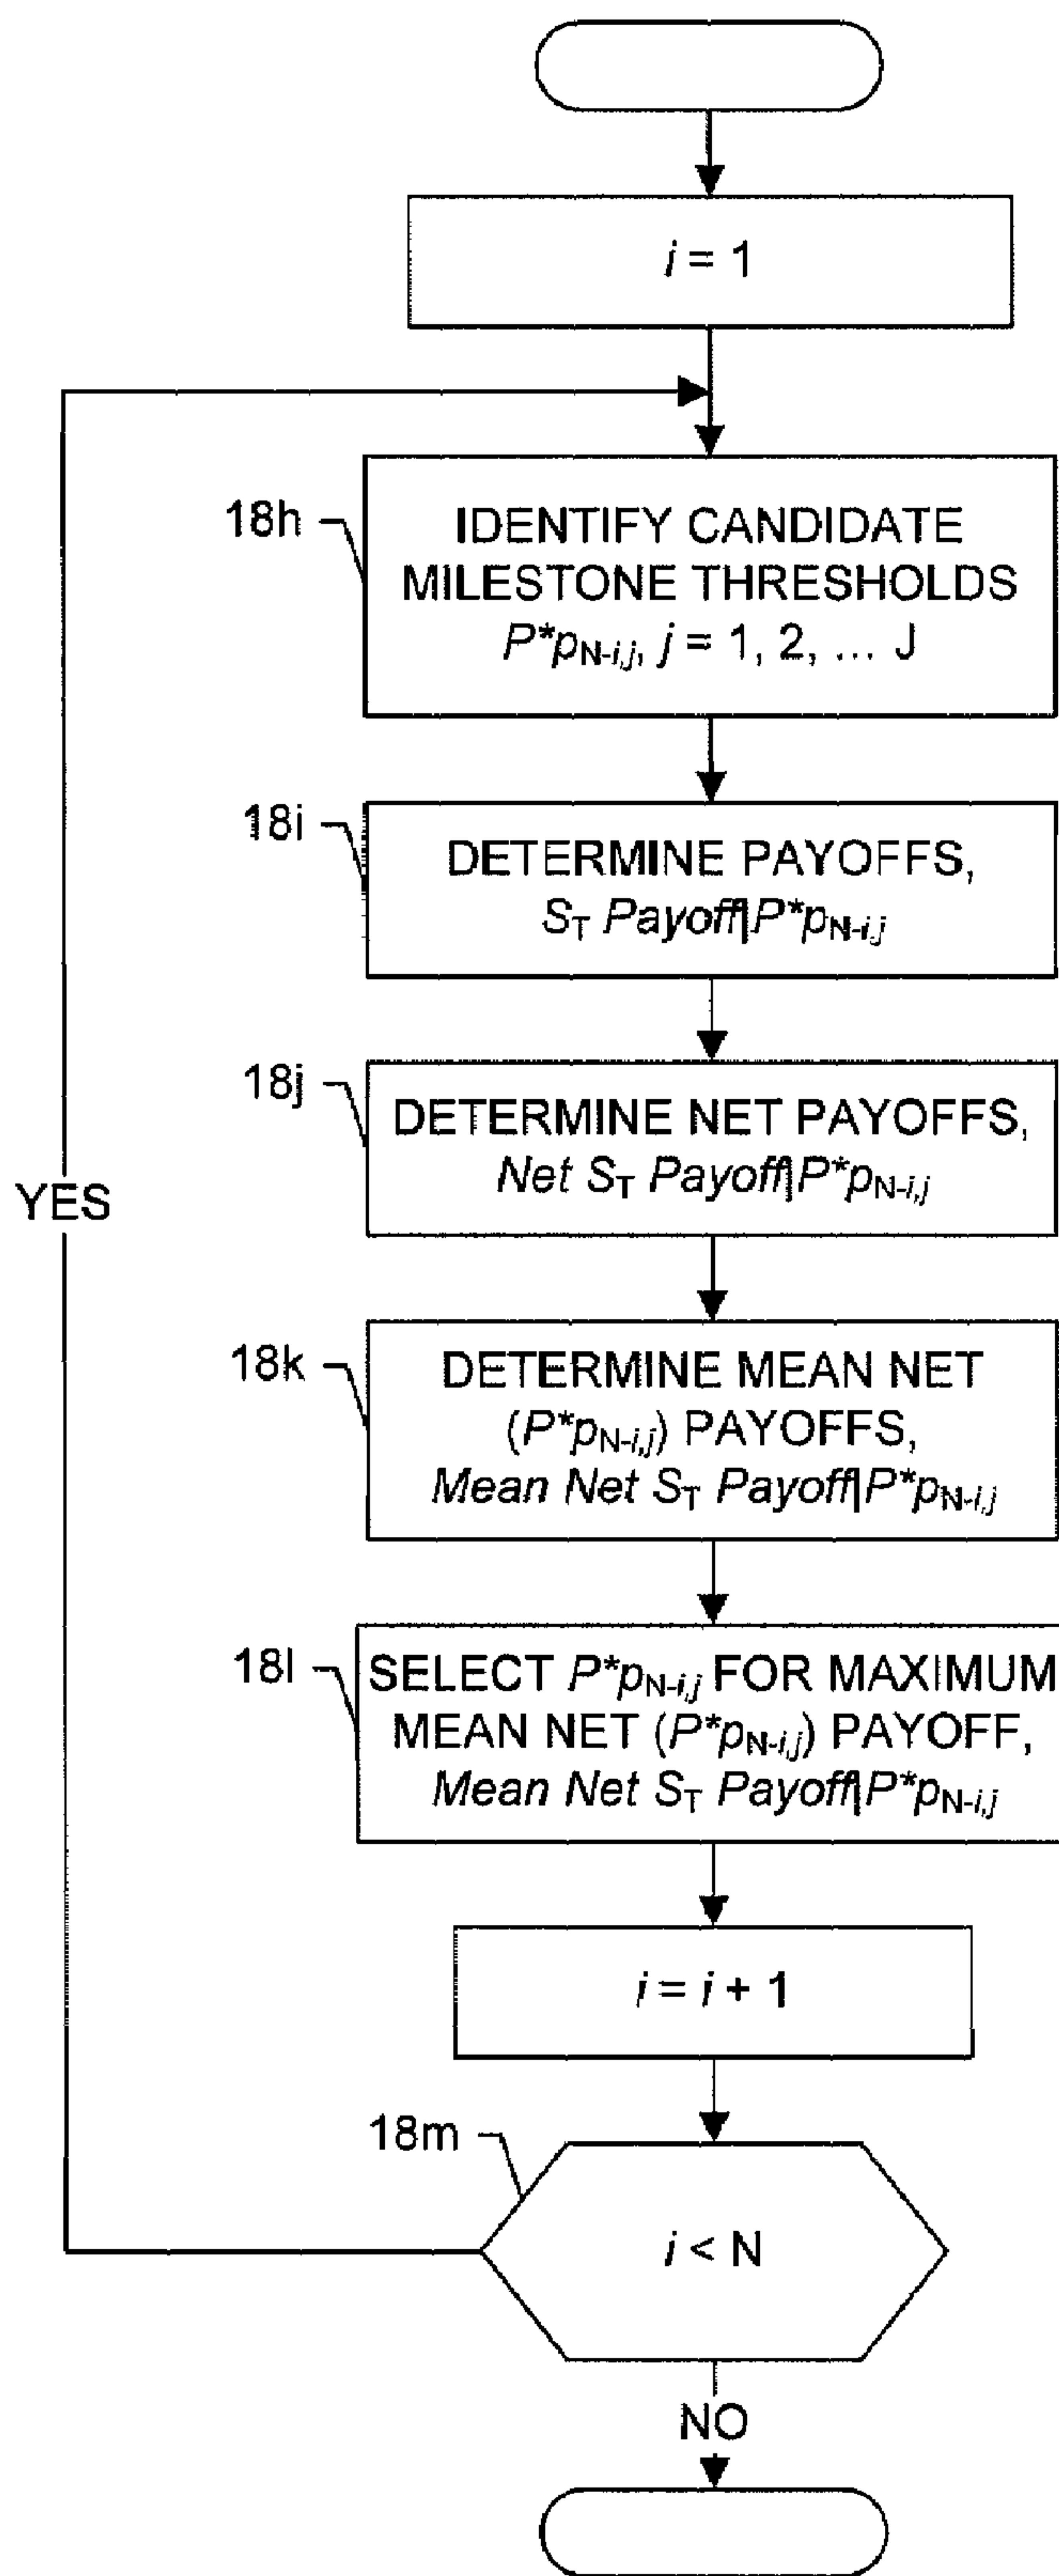 i = 1
18h
IDENTIFY CANDIDATE
MILESTONE THRESHOLDS
P*pN-i,j, j = 1, 2, ... J
18i
DETERMINE PAYOFFS,
ST Payoff|P*pN-i,j
18j
DETERMINE NET PAYOFFS,
Net ST Payoff|P*pN-i,j
YES
18k
DETERMINE MEAN NET
(P*pN-i,j) PAYOFFS,
Mean Net ST Payoff|P*pN-i,j
18l
SELECT P*pN-i,j FOR MAXIMUM
MEAN NET (P*pN-i,j) PAYOFF,
Mean Net ST Payoff|P*pN-i,j
i = i + 1
18m
i < N
NO